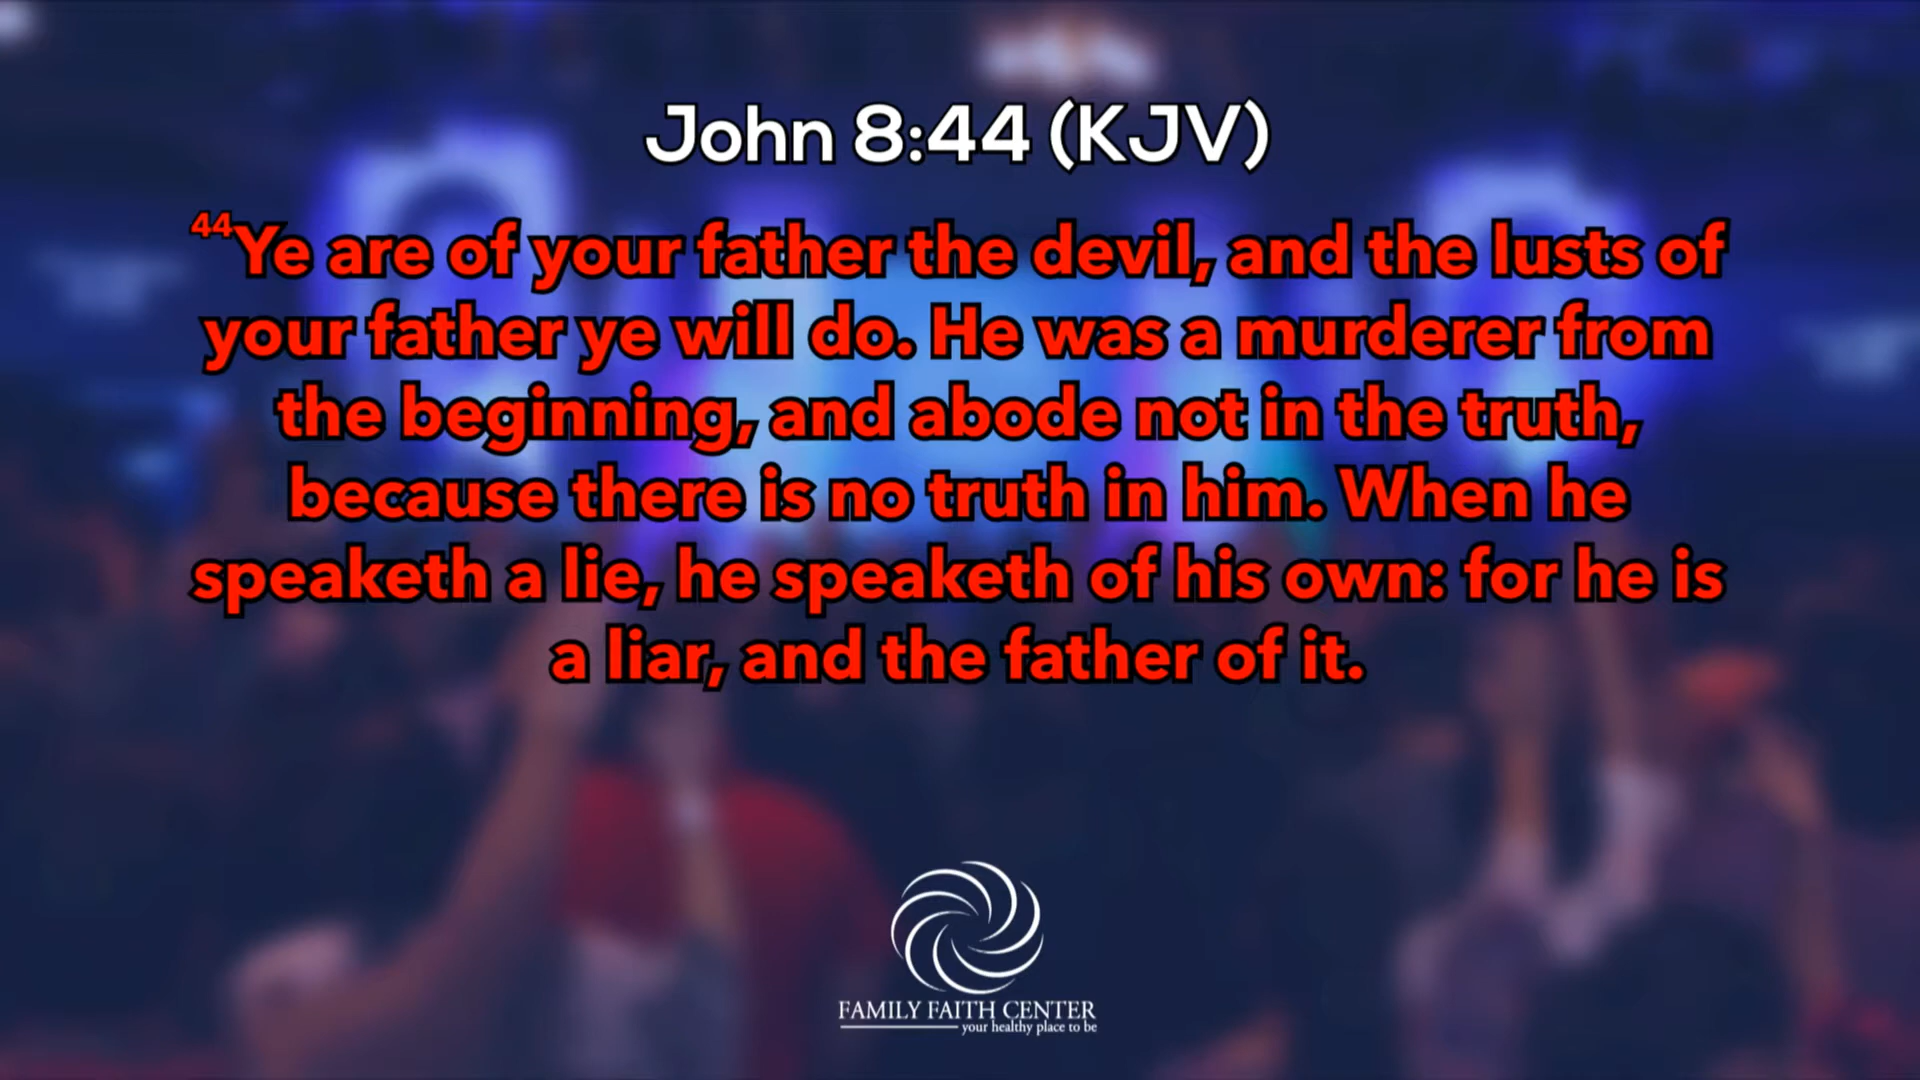 John 8:44 (KJV)
44Ye are of your father the devil, and the lusts of
your father ye will do. He was a murderer from
the beginning, and abode not in the truth,
because there is no truth in him. When he
speaketh a lie, he speaketh of his own: for he is
a liar, and the father of it.
FAMILY FAITH CENTER
your healthy place to be